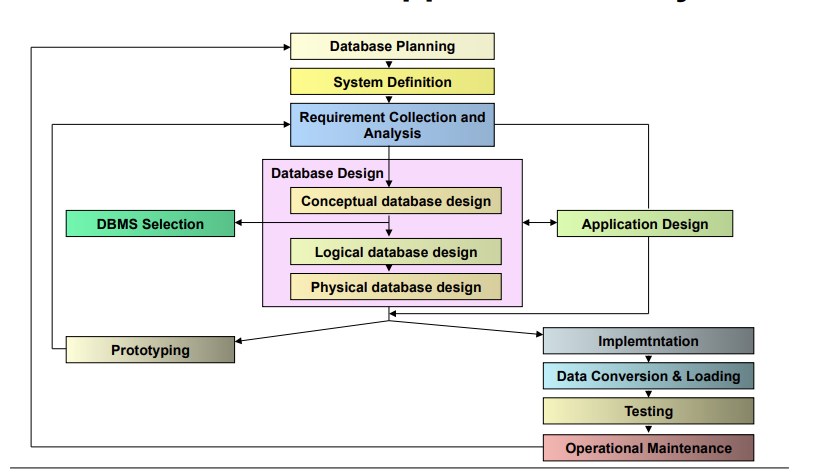 Database Planning
System Definition
Requirement Collection and
Analysis
Database Design
Conceptual database design
DBMS Selection
Application Design
Logical database design
Physical database design
Prototyping
Implemtntation
Data Conversion & Loading
Testing
Operational Maintenance